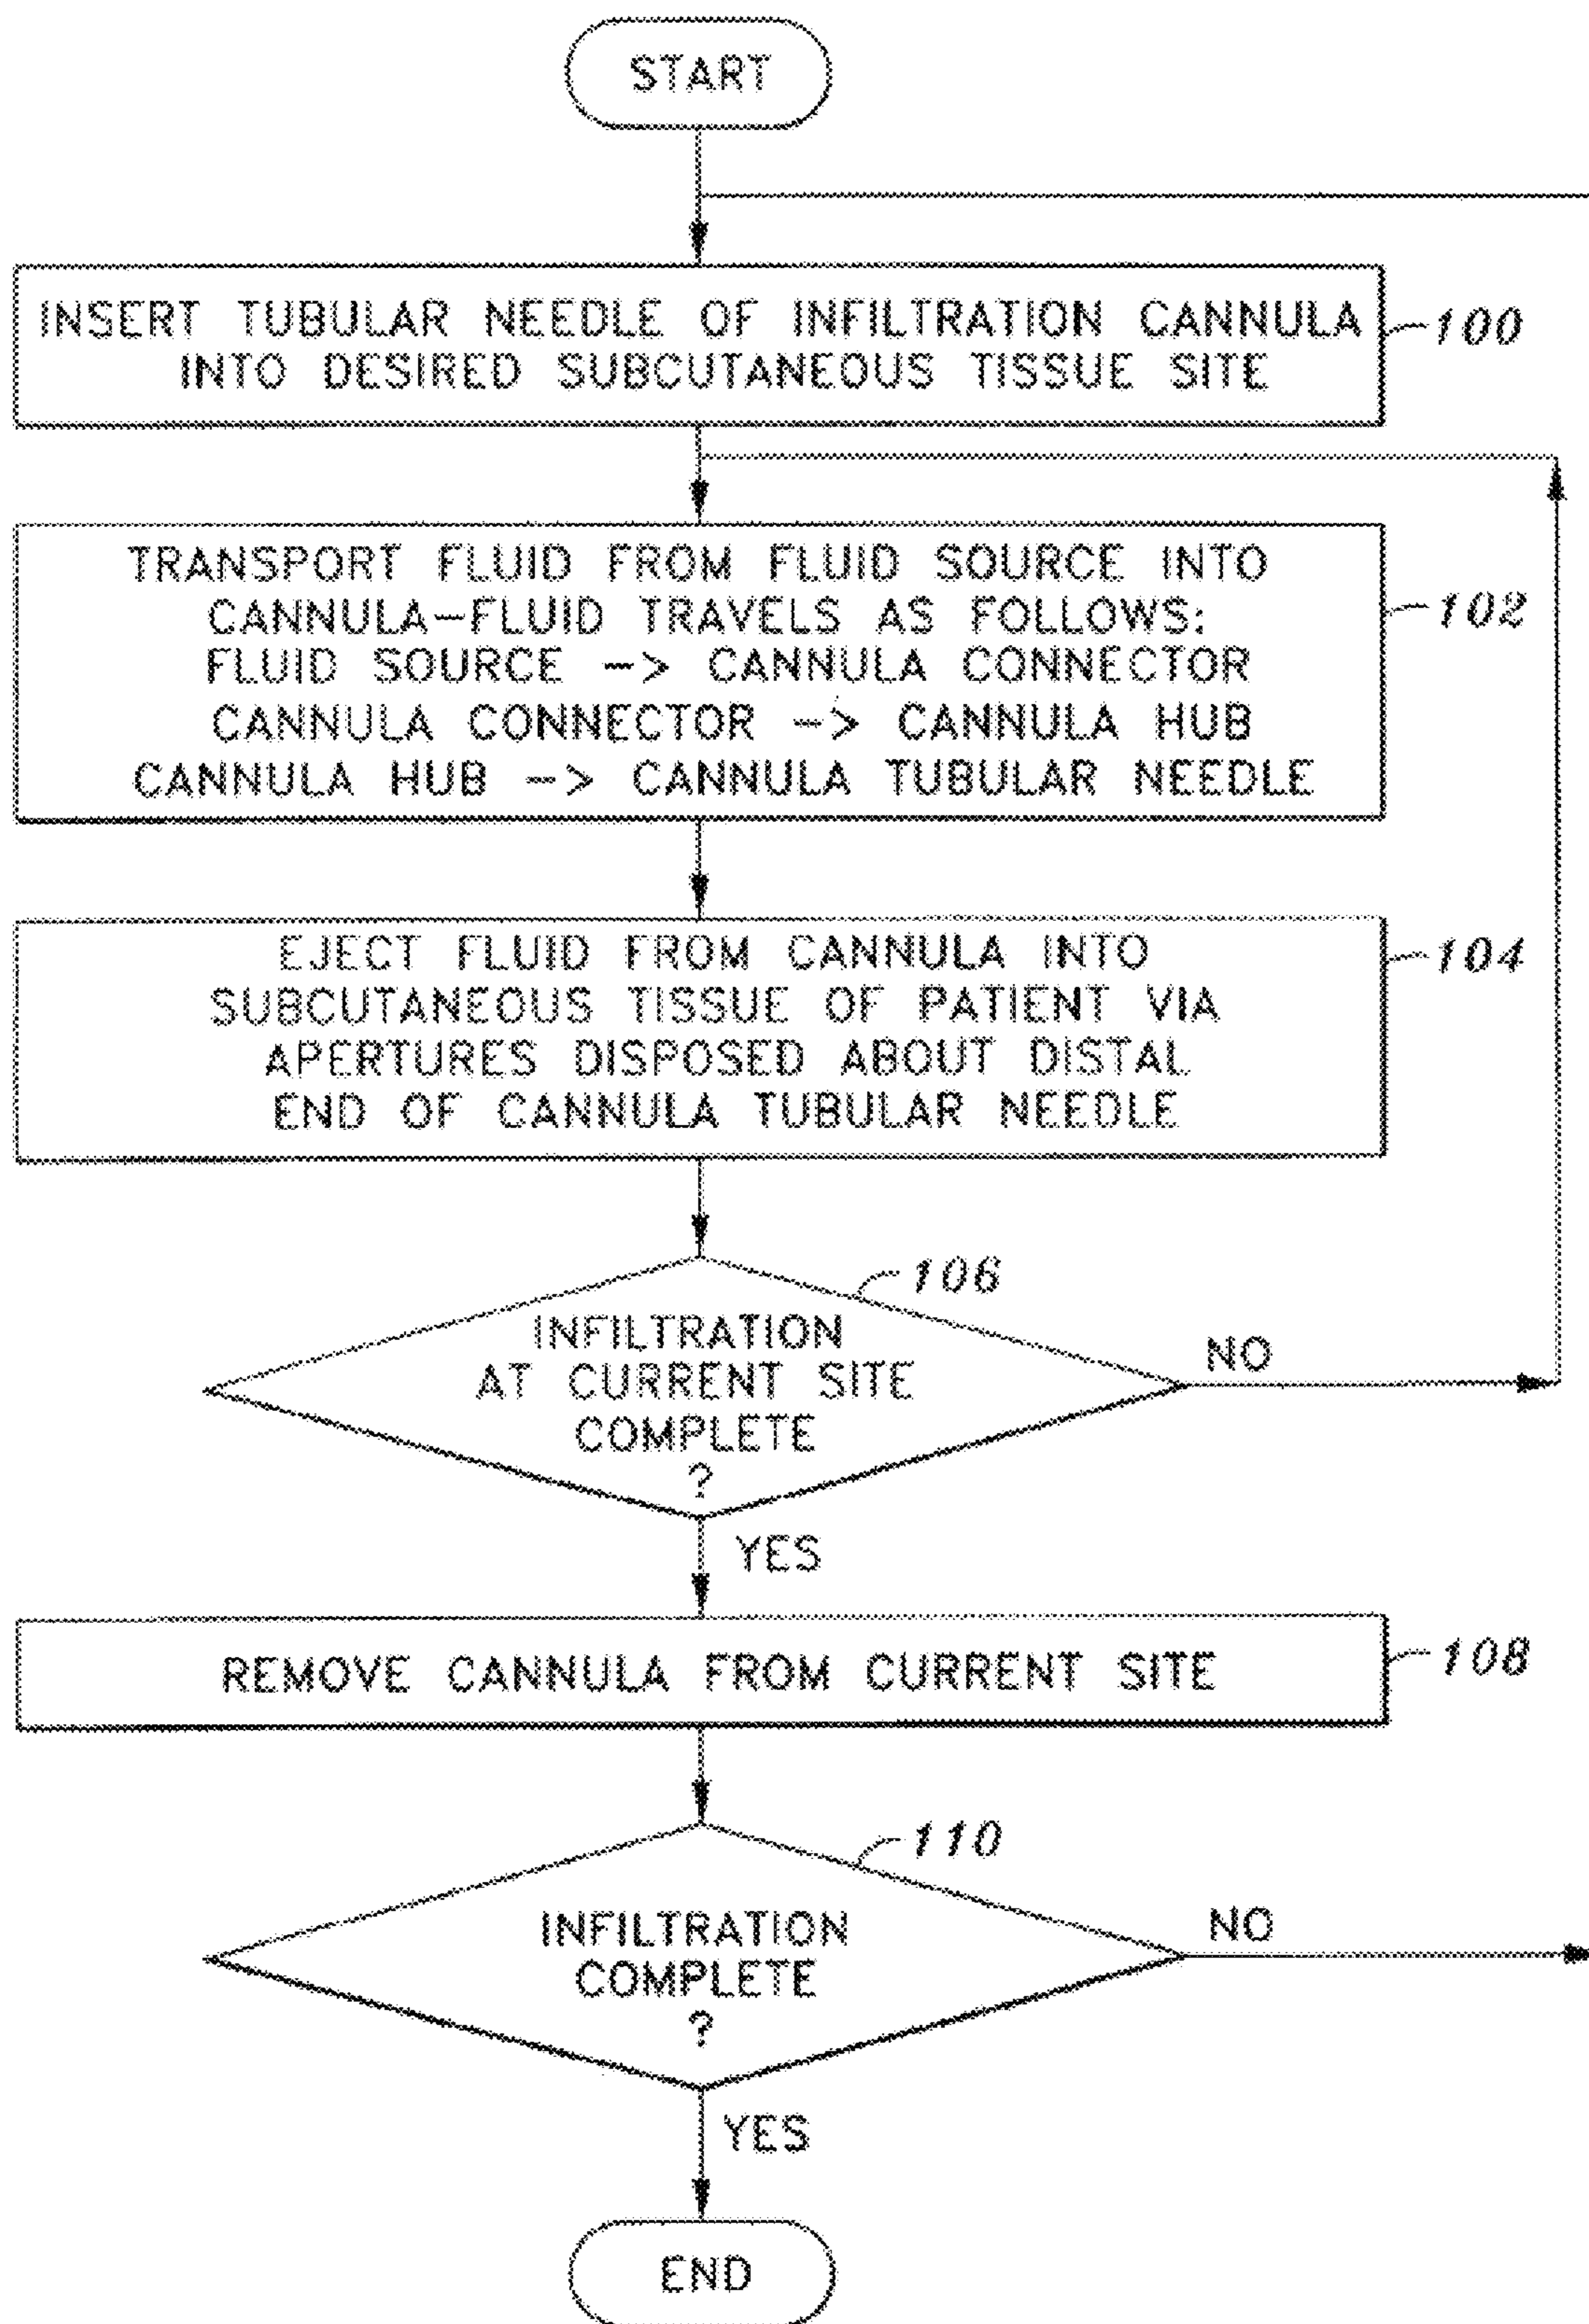 START
INSERT TUBULAR NEEDLE OF INFILTRATION CANNULA
INTO DESIRED SUBCUTANEOUS TISSUE SITE
100
TRANSPORT FLUID FROM FLUID SOURCE INTO
CANNULA-FLUID TRAVELS AS FOLLOWS:
FLUID SOURCE -> CANNULA CONNECTOR
CANNULA CONNECTOR -> CANNULA HUB
CANNULA HUB -> CANNULA TUBULAR NEEDLE
102
EJECT FLUID FROM CANNULA INTO
SUBCUTANEOUS TISSUE OF PATIENT VIA
APERTURES DISPOSED ABOUT DISTAL
END OF CANNULA TUBULAR NEEDLE
104
106
INFILTRATION
AT CURRENT SITE
COMPLETE
?
NO
YES
REMOVE CANNULA FROM CURRENT SITE
108
110
INFILTRATION
COMPLETE
?
NO
YES
END